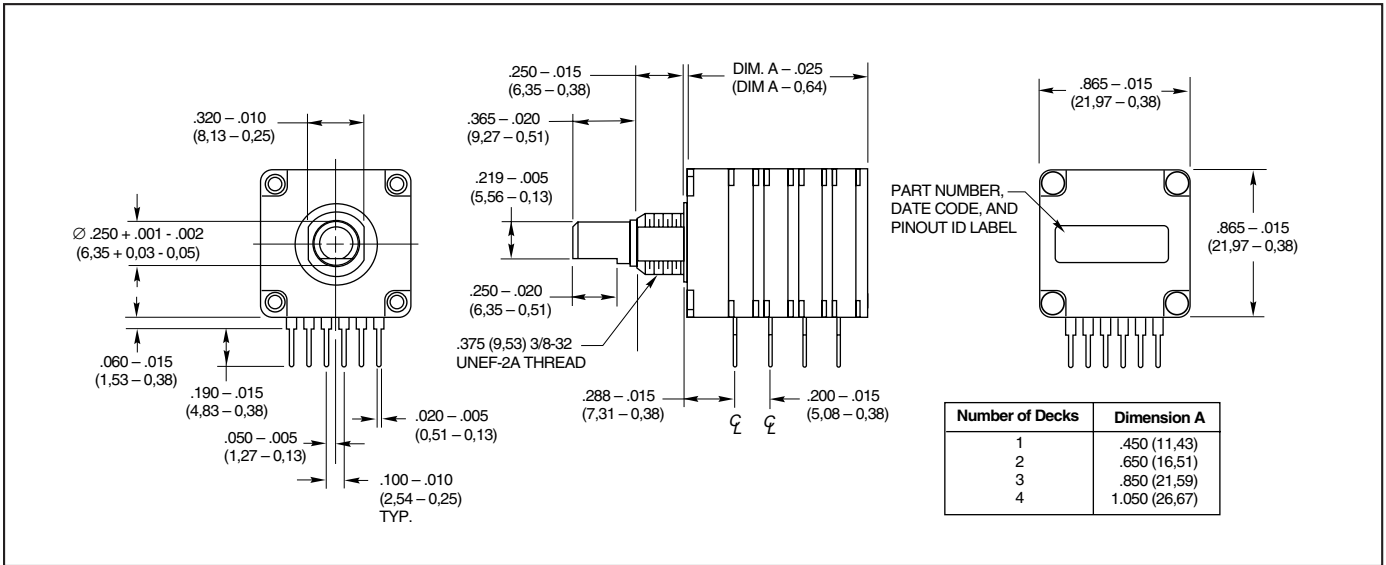 .320 – .010
(8,13 – 0,25)
Ø .250 + .001 - .002
(6,35 + 0,03 - 0,05)
.060 – .015
(1,53 – 0,38)
.190 – .015
(4,83 – 0,38)
.050 – .005
(1,27 – 0,13)
.020 – .005
(0,51 – 0,13)
.100 – .010
(2,54 – 0,25)
TYP.
.250 – .015
(6,35 – 0,38)
DIM. A – .025
(DIM A – 0,64)
.365 – .020
(9,27 – 0,51)
.219 – .005
(5,56 – 0,13)
.250 – .020
(6,35 – 0,51)
.375 (9,53) 3/8-32
UNEF-2A THREAD
.288 – .015
(7,31 – 0,38)
℄ ℄
.200 – .015
(5,08 – 0,38)
.865 – .015
(21,97 – 0,38)
PART NUMBER,
DATE CODE, AND
PINOUT ID LABEL
.865 – .015
(21,97 – 0,38)
Number of Decks Dimension A
1 .450 (11,43)
2 .650 (16,51)
3 .850 (21,59)
4 1.050 (26,67)